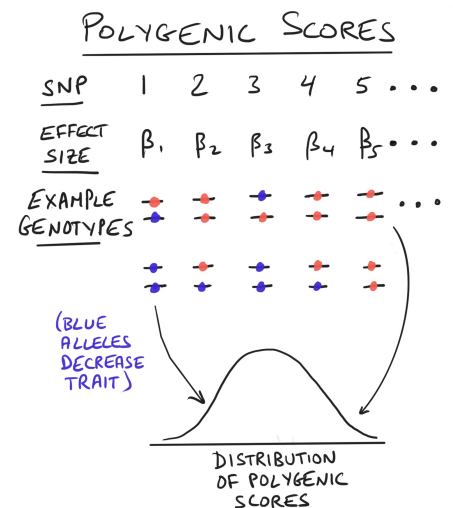 POLYGENIC SCORES
SNP 1 2 3 4 5 ...
EFFECT
SIZE β1 β2 β3 β4 β5 ...
EXAMPLE
GENOTYPES ...
(BLUE
ALLELES
DECREASE
TRAIT)
DISTRIBUTION
OF POLYGENIC
SCORES